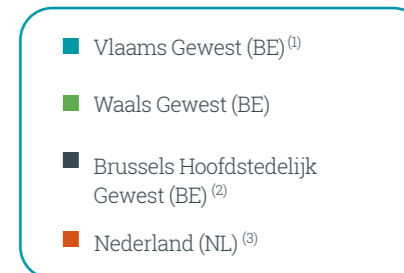 Vlaams Gewest (BE) (1)
Waals Gewest (BE)
Brussels Hoofdstedelijk
Gewest (BE) (2)
Nederland (NL) (3)